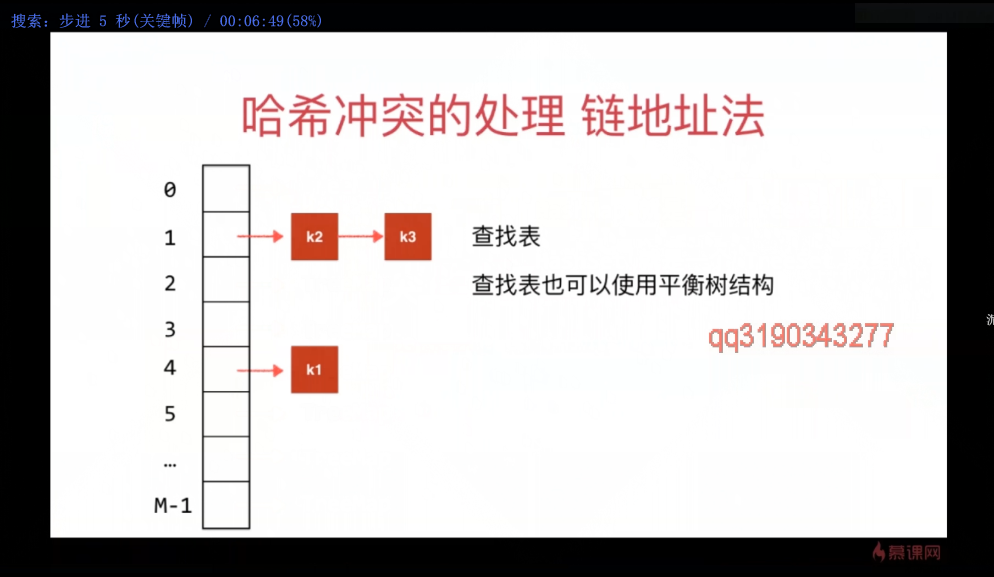 搜索：步进 5 秒(关键帧) / 00:06:49(58%)
哈希冲突的处理 链地址法
0
1 k2 k3 查找表
2 查找表也可以使用平衡树结构
qq3190343277
3
4 k1
5
…
M-1
慕课网